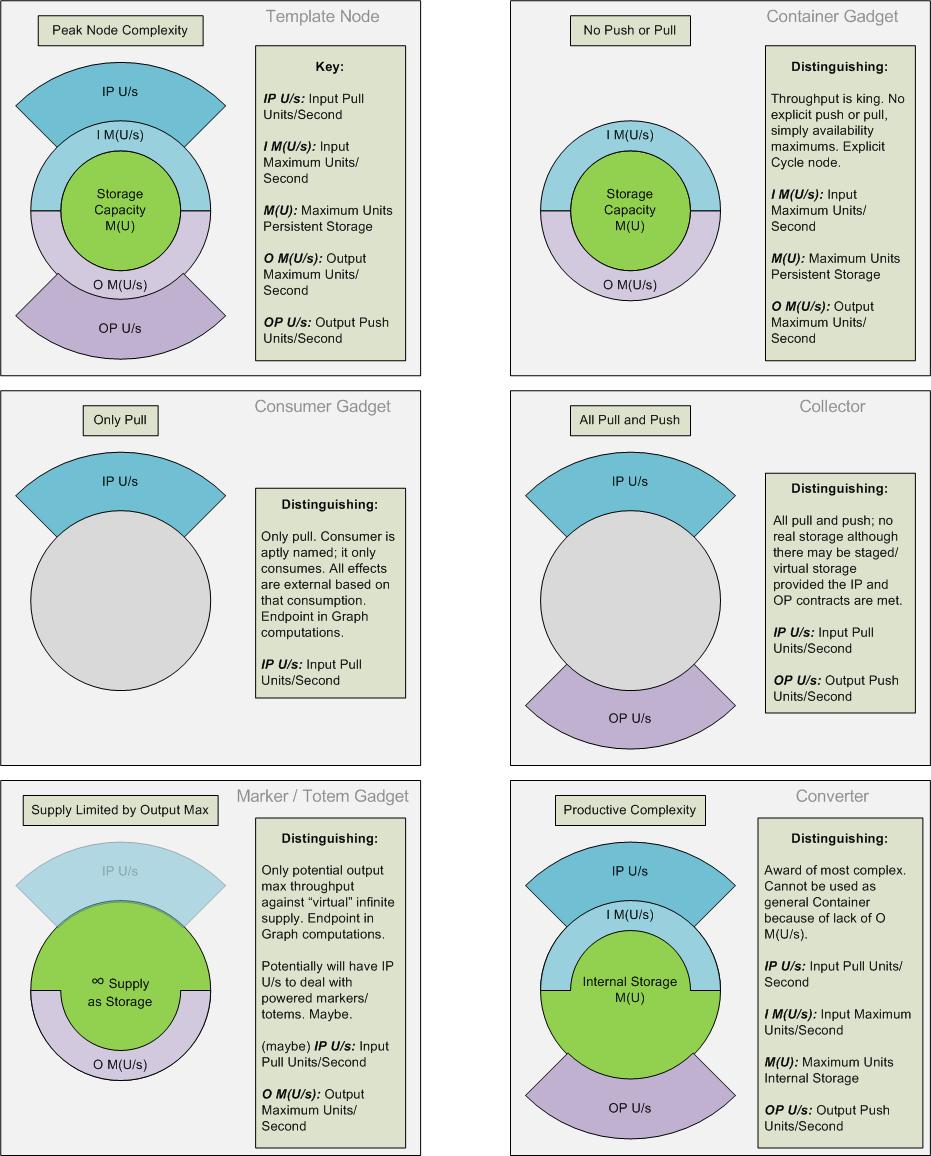 Template Node
Peak Node Complexity
IP U/s
I M(U/s)
Storage
Capacity
M(U)
O M(U/s)
OP U/s
Key:
IP U/s: Input Pull
Units/Second
I M(U/s): Input
Maximum Units/
Second
M(U): Maximum Units
Persistent Storage
O M(U/s): Output
Maximum Units/
Second
OP U/s: Output Push
Units/Second
Container Gadget
No Push or Pull
I M(U/s)
Storage
Capacity
M(U)
O M(U/s)
Distinguishing:
Throughput is king. No
explicit push or pull,
simply availability
maximums. Explicit
Cycle node.
I M(U/s): Input
Maximum Units/
Second
M(U): Maximum Units
Persistent Storage
O M(U/s): Output
Maximum Units/
Second
Consumer Gadget
Only Pull
IP U/s
Distinguishing:
Only pull. Consumer is
aptly named; it only
consumes. All effects
are external based on
that consumption.
Endpoint in Graph
computations.
IP U/s: Input Pull
Units/Second
Collector
All Pull and Push
IP U/s
OP U/s
Distinguishing:
All pull and push; no
real storage although
there may be staged/
virtual storage
provided the IP and
OP contracts are met.
IP U/s: Input Pull
Units/Second
OP U/s: Output Push
Units/Second
Marker / Totem Gadget
Supply Limited by Output Max
IP U/s
∞ Supply
as Storage
O M(U/s)
Distinguishing:
Only potential output
max throughput
against “virtual” infinite
supply. Endpoint in
Graph computations.
Potentially will have IP
U/s to deal with
powered markers/
totems. Maybe.
(maybe) IP U/s: Input
Pull Units/Second
O M(U/s): Output
Maximum Units/
Second
Converter
Productive Complexity
IP U/s
I M(U/s)
Internal Storage
M(U)
OP U/s
Distinguishing:
Award of most complex.
Cannot be used as
general Container
because of lack of O
M(U/s).
IP U/s: Input Pull Units/
Second
I M(U/s): Input Maximum
Units/Second
M(U): Maximum Units
Internal Storage
OP U/s: Output Push
Units/Second